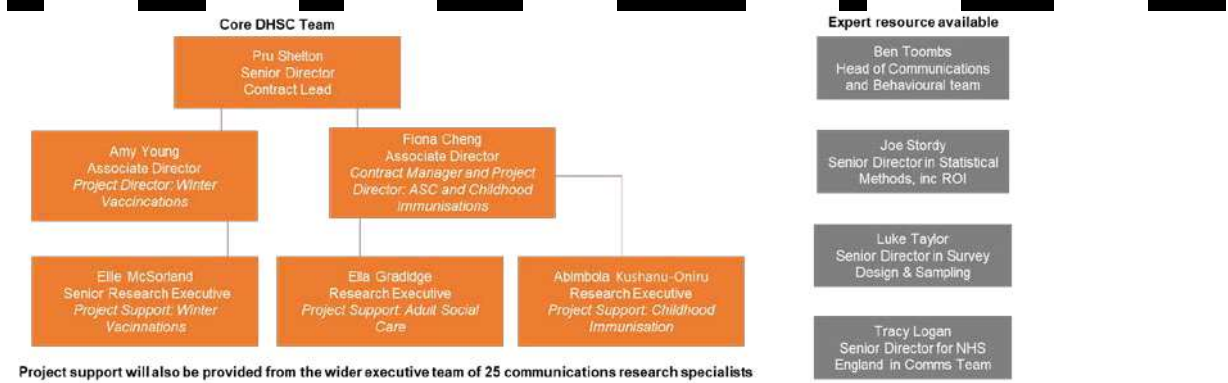 Core DHSC Team
Pru Shelton
Senior Director
Contract Lead
Amy Young
Associate Director
Project Director: Winter
Vaccincations
Fiona Cheng
Associate Director
Contract Manager and Project
Director: ASC and Childhood
Immunisations
Ellie McSorland
Senior Research Executive
Project Support: Winter
Vacinnations
Ella Gradidge
Research Executive
Project Support: Adult Social
Care
Abimbola Kushanu-Oniru
Research Executive
Project Support: Childhood
Immunisation
Project support will also be provided from the wider executive team of 25 communications research specialists
Expert resource available
Ben Toombs
Head of Communications
and Behavioural team
Joe Stordy
Senior Director in Statistical
Methods, inc ROI
Luke Taylor
Senior Director in Survey
Design & Sampling
Tracy Logan
Senior Director for NHS
England in Comms Team